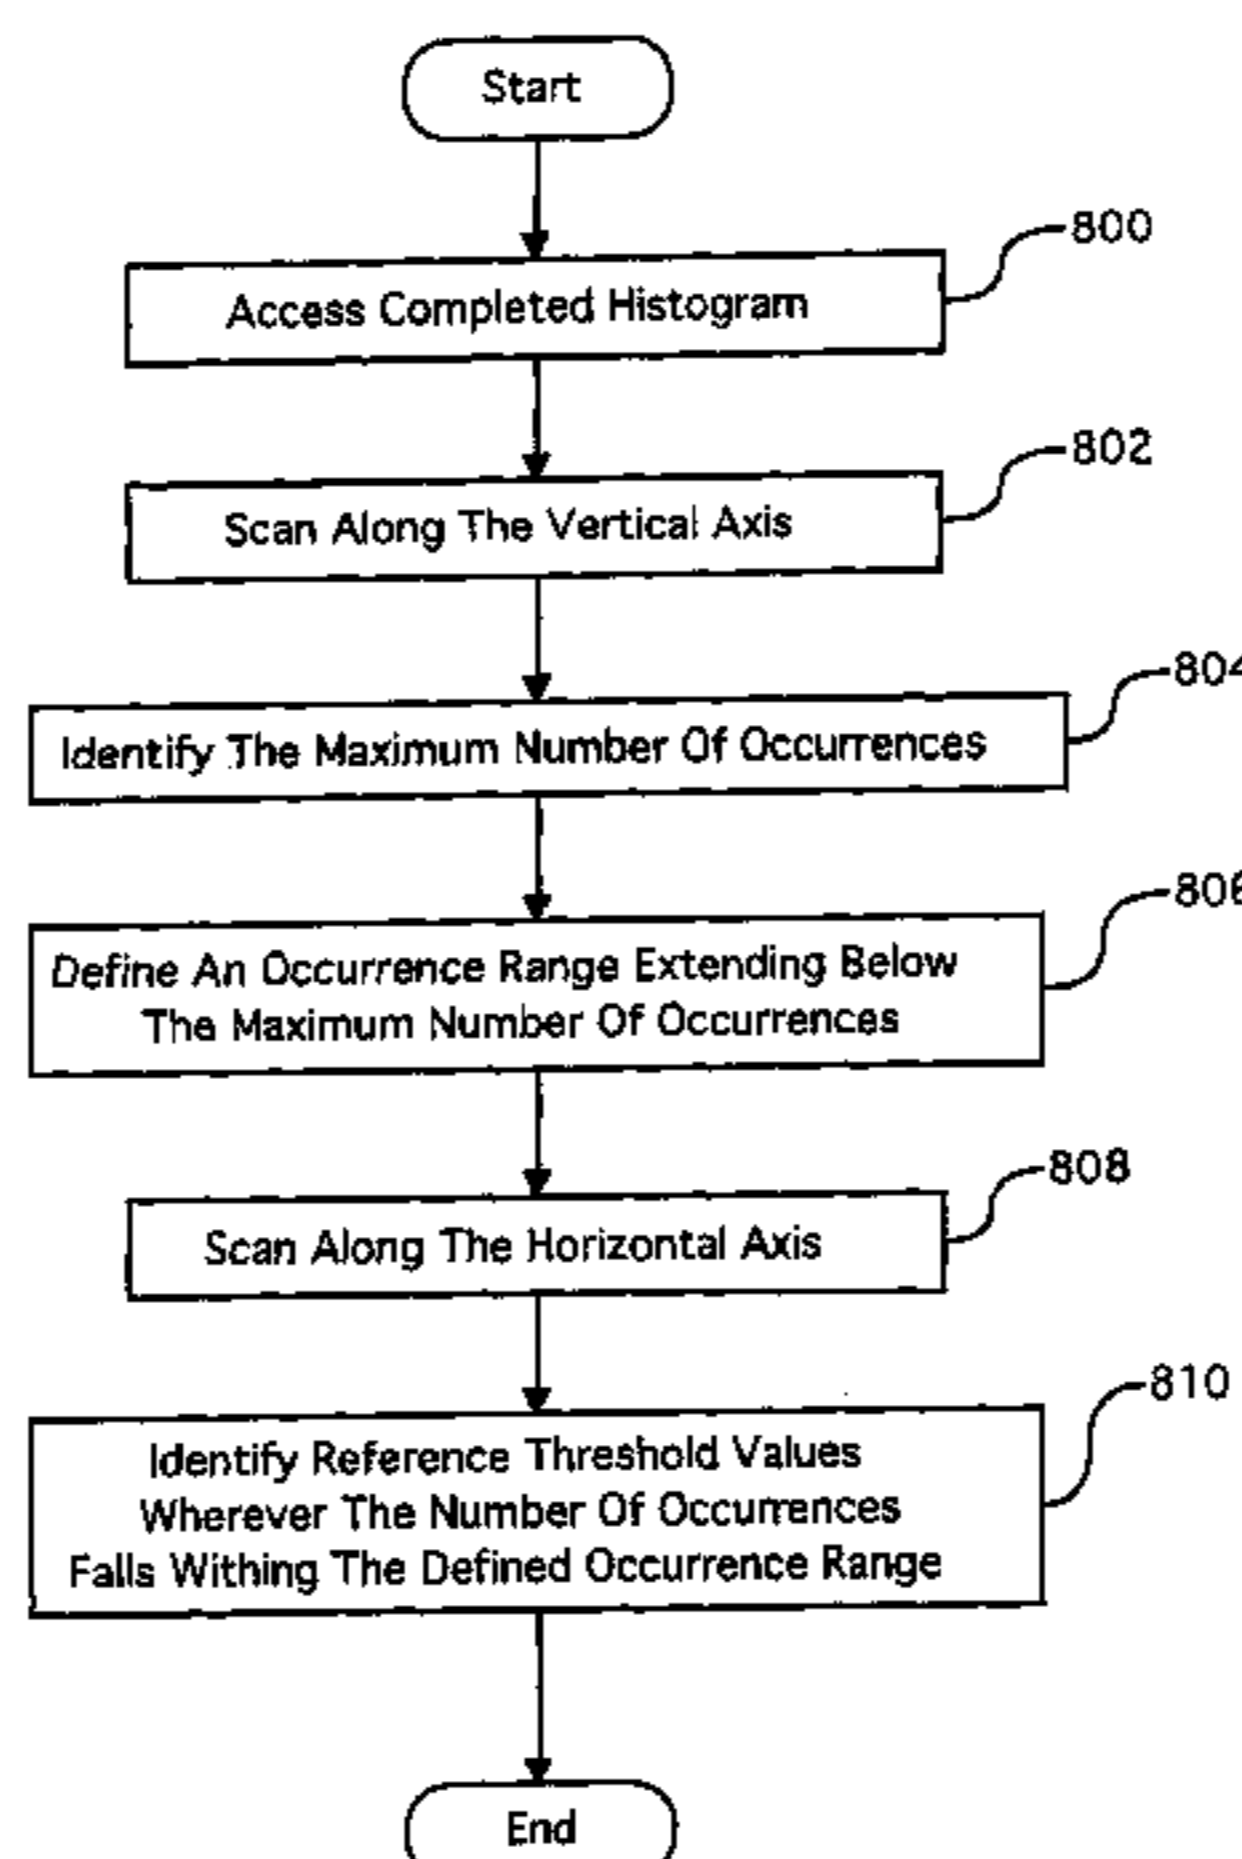 Start
800
Access Completed Histogram
802
Scan Along The Vertical Axis
804
Identify The Maximum Number Of Occurrences
806
Define An Occurrence Range Extending Below
The Maximum Number Of Occurrences
808
Scan Along The Horizontal Axis
810
Identify Reference Threshold Values
Wherever The Number Of Occurrences
Falls Withing The Defined Occurrence Range
End